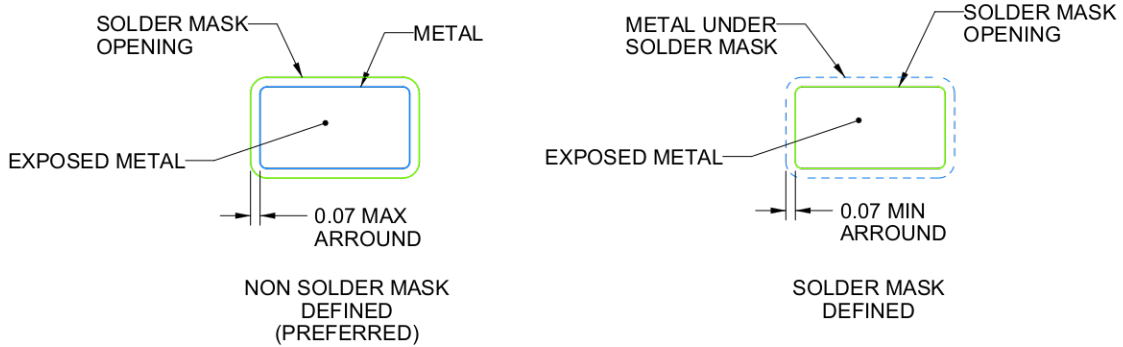 SOLDER MASK
OPENING
METAL
EXPOSED METAL
0.07 MAX
ARROUND
NON SOLDER MASK
DEFINED
(PREFERRED)
METAL UNDER
SOLDER MASK
SOLDER MASK
OPENING
EXPOSED METAL
0.07 MIN
ARROUND
SOLDER MASK
DEFINED